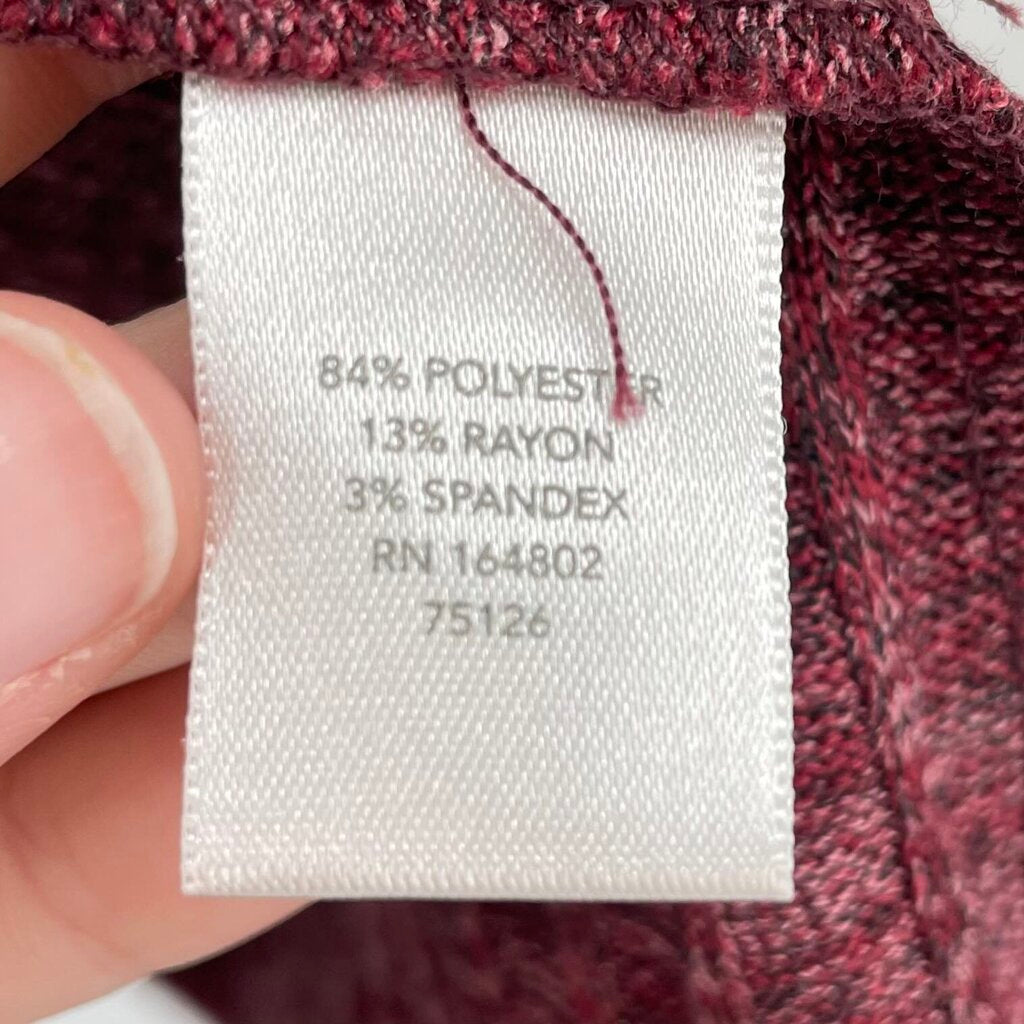 84% POLYESTER
13% RAYON
3% SPANDEX
RN 164802
75126